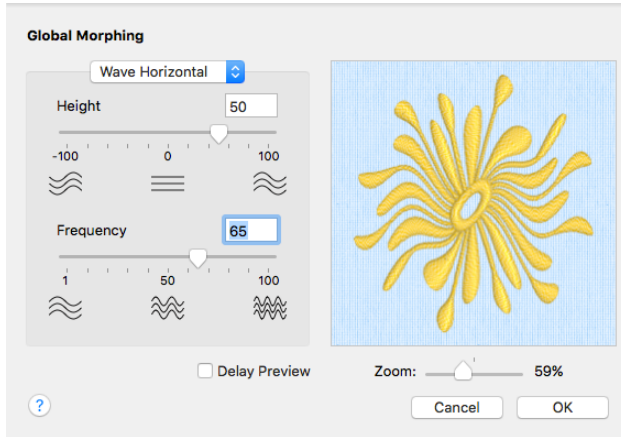 Global Morphing
Wave Horizontal
Height 50
-100 0 100
Frequency 65
1 50 100
Delay Preview
Zoom: 59%
?
Cancel OK